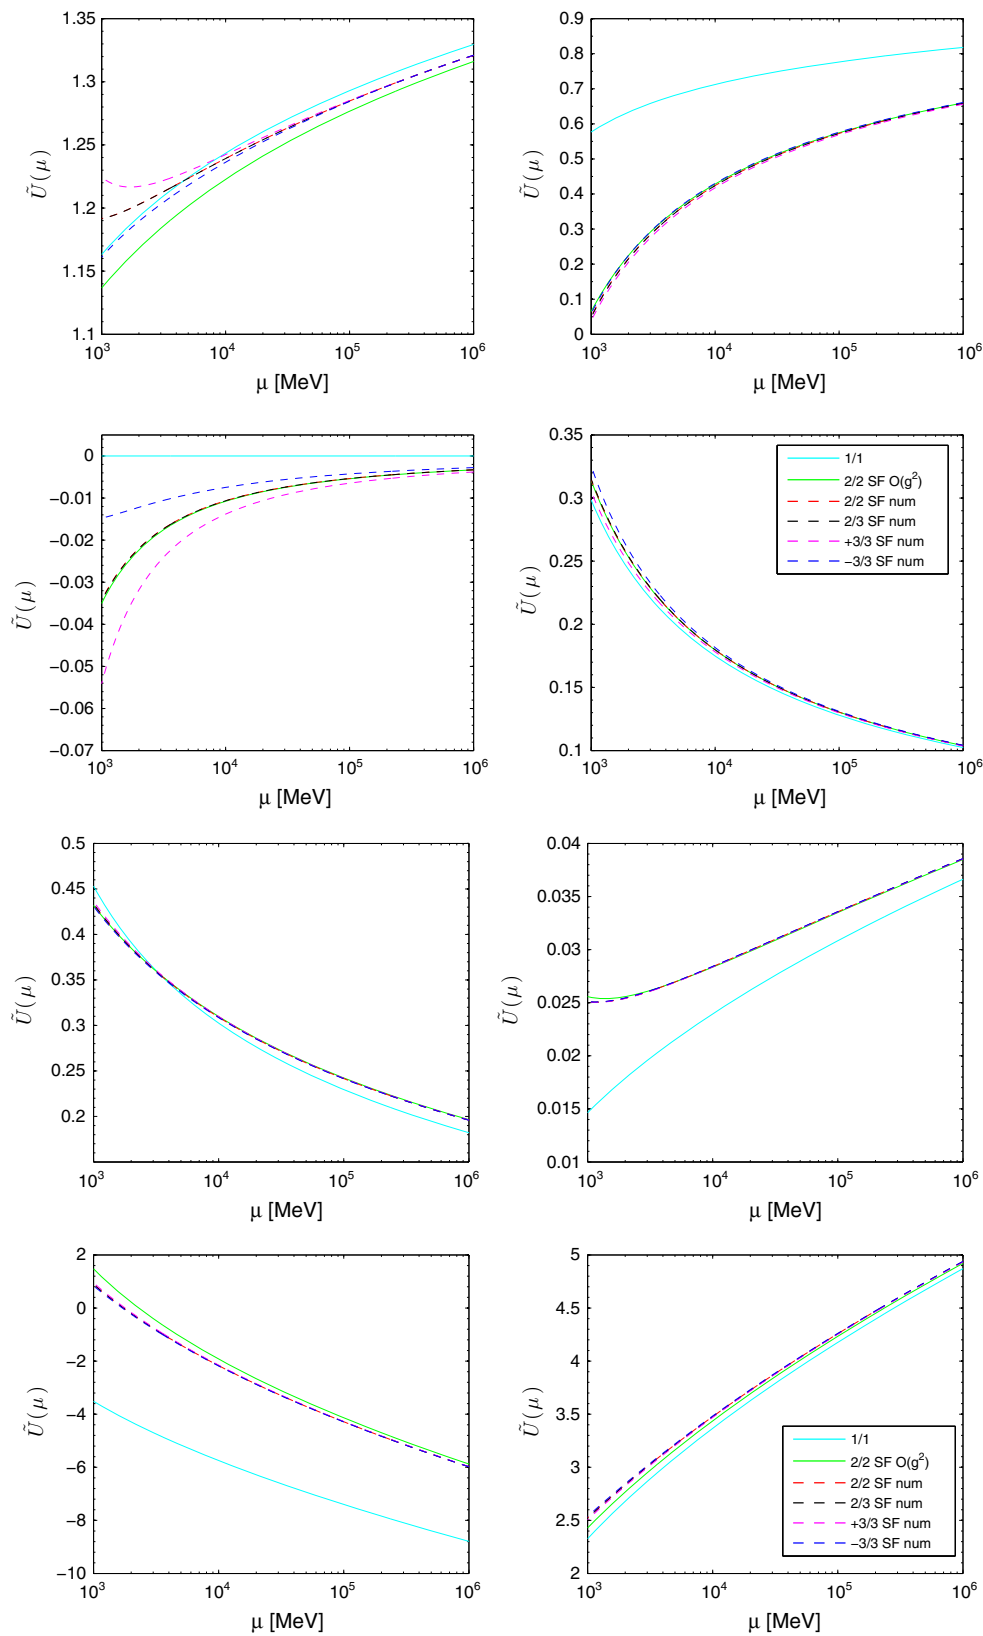 1.35
1.3
1.25
1.2
1.15
1.1
Ũ(μ)
10³ 10⁴ 10⁵ 10⁶
μ [MeV]
0.9
0.8
0.7
0.6
0.5
0.4
0.3
0.2
0.1
0
Ũ(μ)
10³ 10⁴ 10⁵ 10⁶
μ [MeV]
0
−0.01
−0.02
−0.03
−0.04
−0.05
−0.06
−0.07
Ũ(μ)
10³ 10⁴ 10⁵ 10⁶
μ [MeV]
0.35
0.3
0.25
0.2
0.15
0.1
Ũ(μ)
1/1
2/2 SF O(g²)
2/2 SF num
2/3 SF num
+3/3 SF num
−3/3 SF num
10³ 10⁴ 10⁵ 10⁶
μ [MeV]
0.5
0.45
0.4
0.35
0.3
0.25
0.2
Ũ(μ)
10³ 10⁴ 10⁵ 10⁶
μ [MeV]
0.04
0.035
0.03
0.025
0.02
0.015
0.01
Ũ(μ)
10³ 10⁴ 10⁵ 10⁶
μ [MeV]
2
0
−2
−4
−6
−8
−10
Ũ(μ)
10³ 10⁴ 10⁵ 10⁶
μ [MeV]
5
4.5
4
3.5
3
2.5
2
Ũ(μ)
1/1
2/2 SF O(g²)
2/2 SF num
2/3 SF num
+3/3 SF num
−3/3 SF num
10³ 10⁴ 10⁵ 10⁶
μ [MeV]